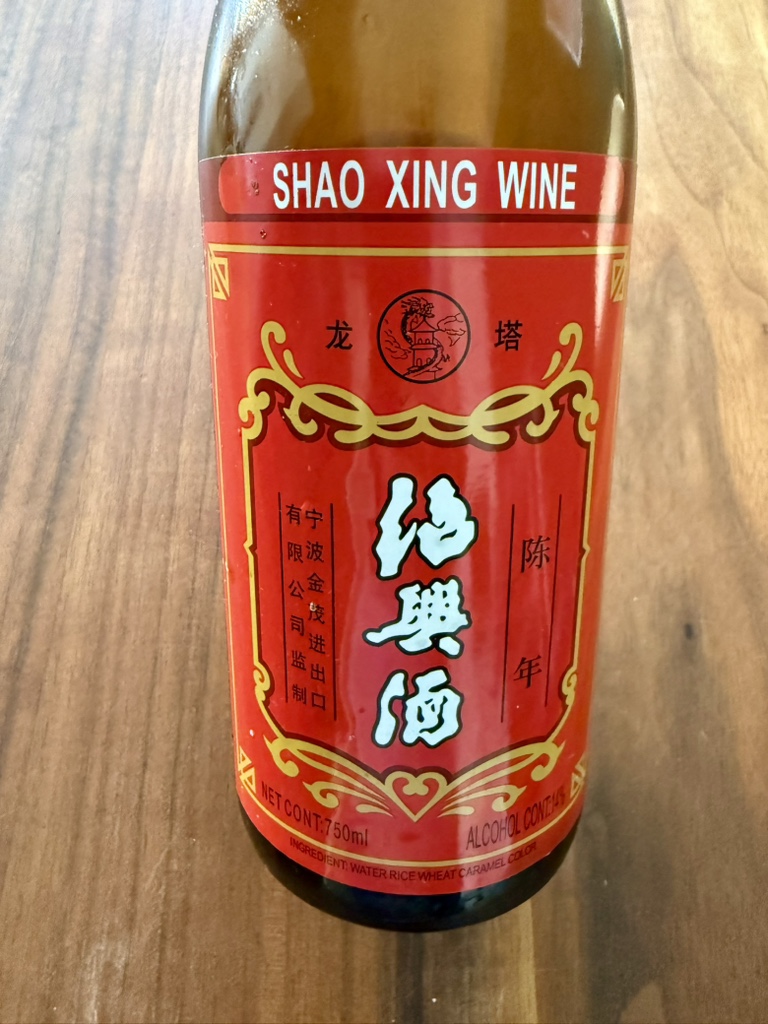 SHAO XING WINE
龙 塔
绍興酒
陈年
宁波金茂进出口
有限公司监制
NET CONT:750ml
ALCOHOL CONT:14%
INGREDIENT: WATER RICE WHEAT CARAMEL COLOR